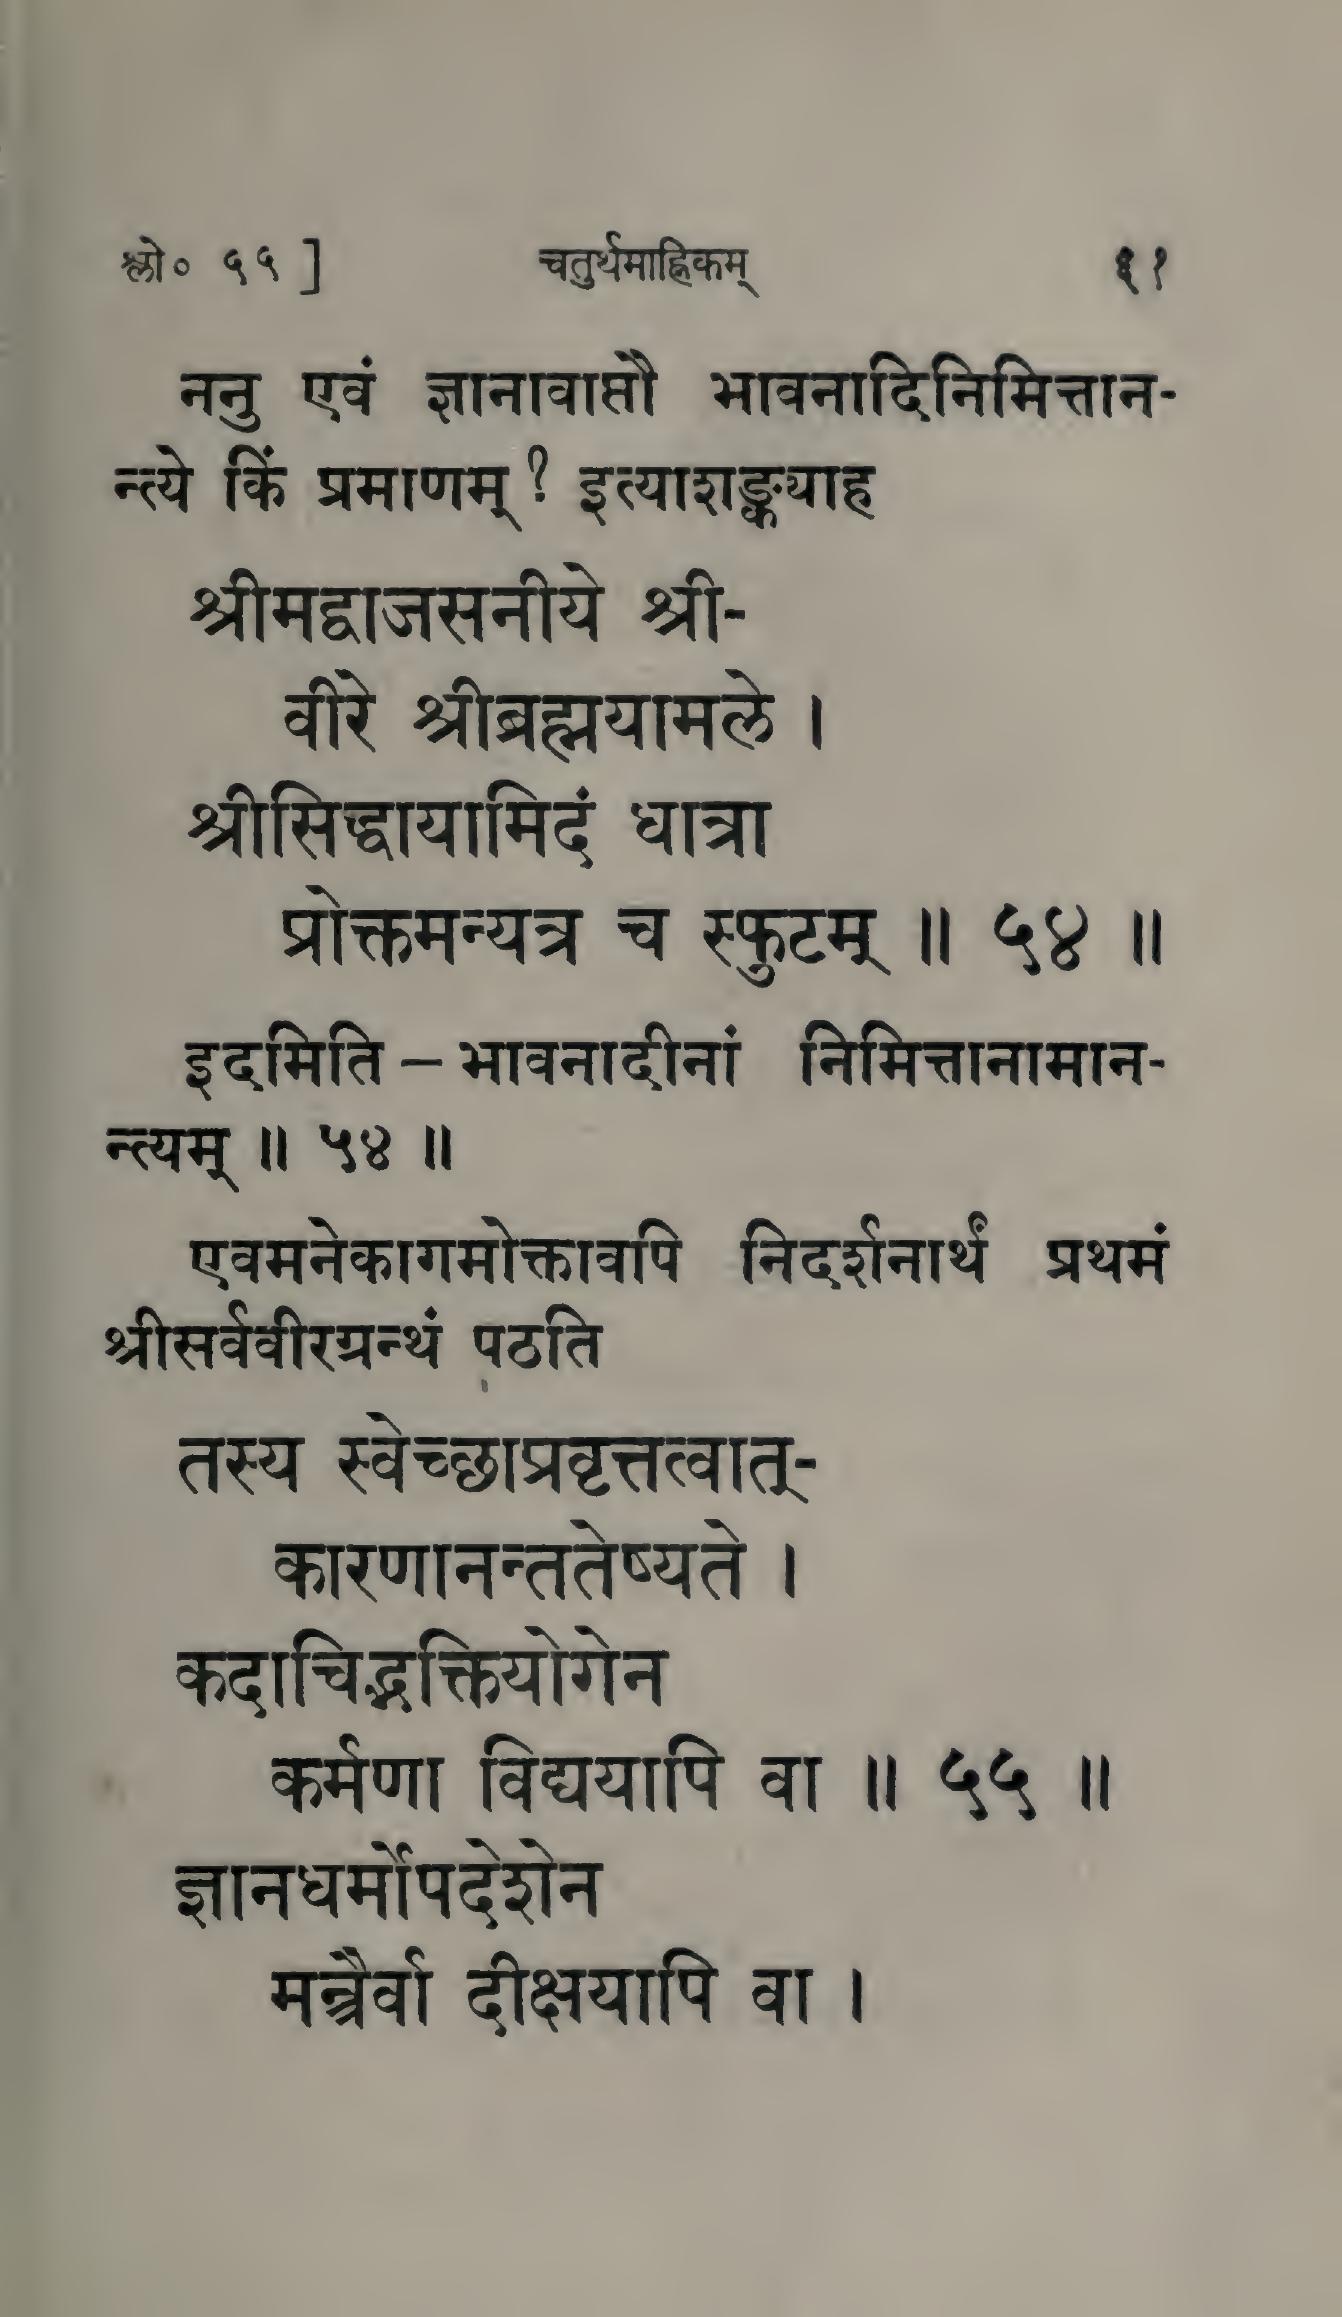 श्लो० ५५ ] चतुर्थमाह्निकम् ६१
ननु एवं ज्ञानावाप्तौ भावनादिनिमित्तान-
न्त्ये किं प्रमाणम् ? इत्याशङ्क्याह
श्रीमद्वाजसनीये श्री-
वीरे श्रीब्रह्मयामले ।
श्रीसिद्धायामिदं धात्रा
प्रोक्तमन्यत्र च स्फुटम् ॥ ५४ ॥
इदमिति – भावनादीनां निमित्तानामान-
न्त्यम् ॥ ५४ ॥
एवमनेकागमोक्तावपि निदर्शनार्थं प्रथमं
श्रीसर्ववीरग्रन्थं पठति
तस्य स्वेच्छाप्रवृत्तत्वात्-
कारणानन्ततेष्यते ।
कदाचिद्भक्तियोगेन
कर्मणा विद्ययापि वा ॥ ५५ ॥
ज्ञानधर्मोपदेशेन
मन्त्रैर्वा दीक्षयापि वा ।